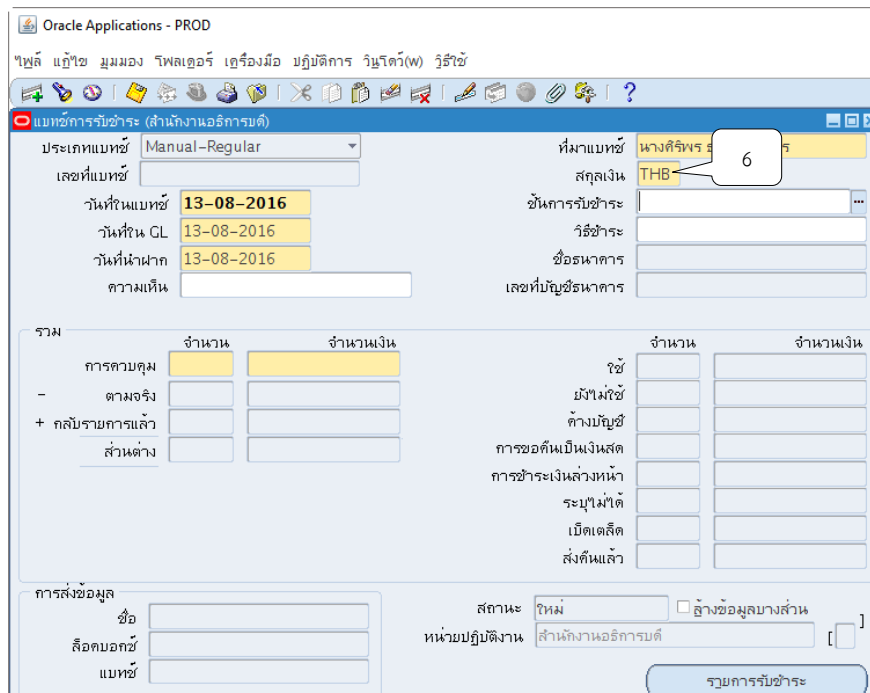 Oracle Applications - PROD
ไฟล์ แก้ไข มุมมอง โฟลเดอร์ เครื่องมือ ปฏิบัติการ วินโดว์(w) วิธีใช้
แบทช์การรับชำระ (สำนักงานอธิการบดี)
ประเภทแบทช์ Manual-Regular
ที่มาแบทช์ นางศิริพร
6
เลขที่แบทช์
สกุลเงิน THB
วันที่ในแบทช์ 13-08-2016
ชั้นการรับชำระ
วันที่ใน GL 13-08-2016
วิธีชำระ
วันที่นำฝาก 13-08-2016
ชื่อธนาคาร
ความเห็น
เลขที่บัญชีธนาคาร
รวม
จำนวน จำนวนเงิน จำนวน จำนวนเงิน
การควบคุม
ใช้
- ตามจริง
ยังไม่ใช้
+ กลับรายการแล้ว
ค้างบัญชี
ส่วนต่าง
การขอคืนเป็นเงินสด
การชำระเงินล่วงหน้า
ระบุไม่ได้
เบ็ดเตล็ด
ส่งคืนแล้ว
การส่งข้อมูล
ชื่อ
สถานะ ใหม่ ล้างข้อมูลบางส่วน
ล็อคบอกซ์
หน่วยปฏิบัติงาน สำนักงานอธิการบดี [ ]
แบทช์
รายการรับชำระ